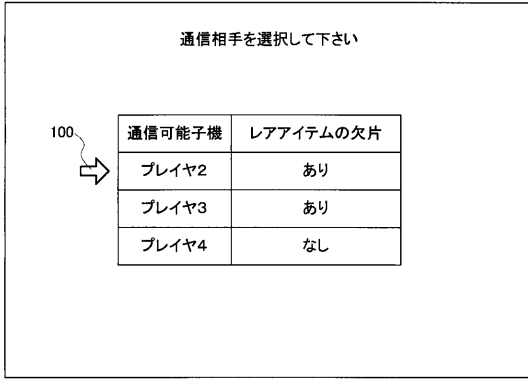 通信相手を選択して下さい
100
通信可能子機 レアアイテムの欠片
プレイヤ2 あり
プレイヤ3 あり
プレイヤ4 なし